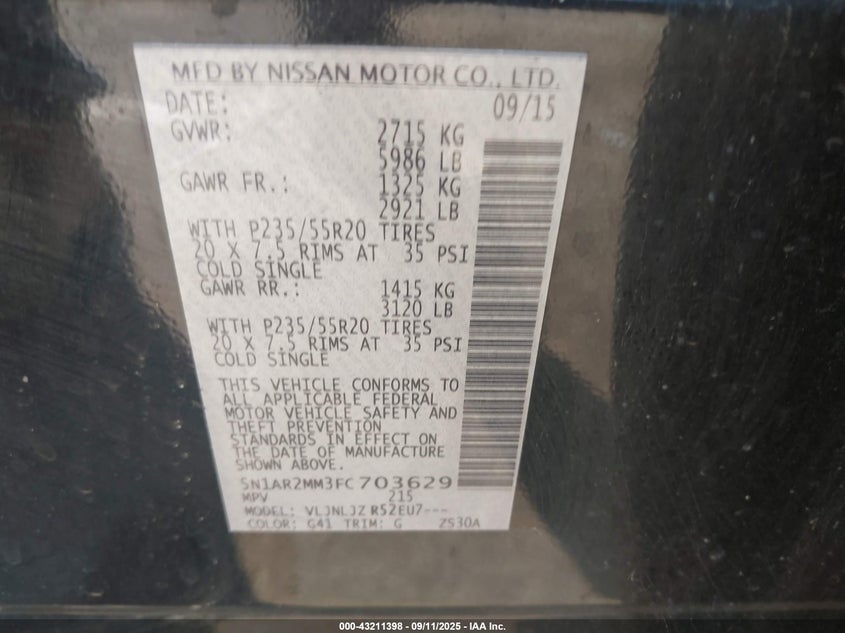 MFD BY NISSAN MOTOR CO., LTD.
DATE: 09/15
GVWR: 2715 KG
5986 LB
GAWR FR.: 1325 KG
2921 LB
WITH P235/55R20 TIRES
20 X 7.5 RIMS AT 35 PSI
COLD SINGLE
GAWR RR.: 1415 KG
3120 LB
WITH P235/55R20 TIRES
20 X 7.5 RIMS AT 35 PSI
COLD SINGLE
THIS VEHICLE CONFORMS TO
ALL APPLICABLE FEDERAL
MOTOR VEHICLE SAFETY AND
THEFT PREVENTION
STANDARDS IN EFFECT ON
THE DATE OF MANUFACTURE
SHOWN ABOVE.
5N1AR2MM3FC703629
MPV 215
MODEL: VLJNLJZ R52EU7---
COLOR: G41 TRIM: G ZS30A
000-43211398 - 09/11/2025 - IAA Inc.